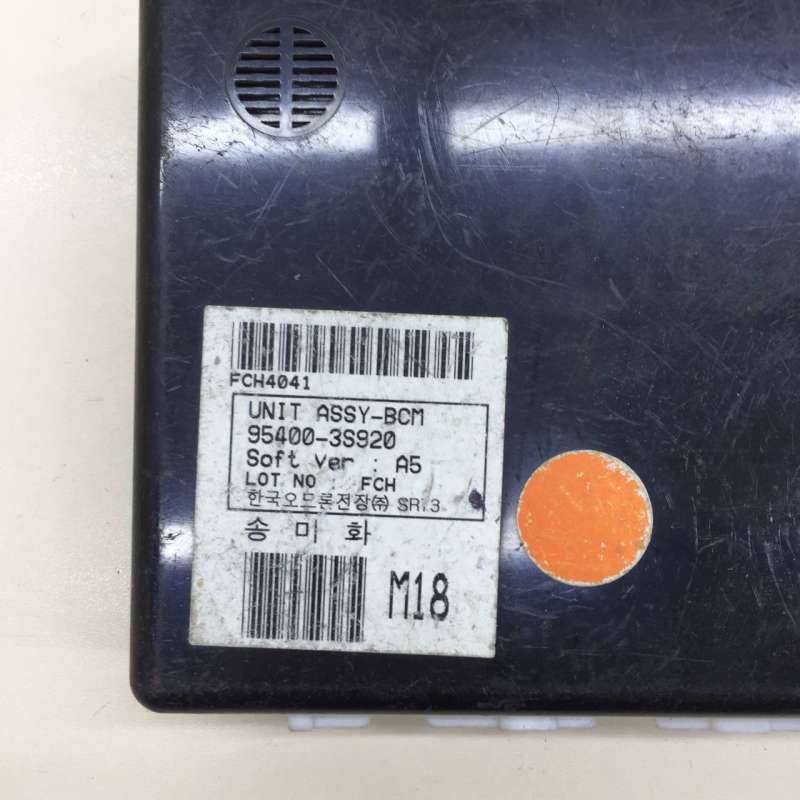 FCH4041
UNIT ASSY-BCM
95400-3S920
Soft Ver : A5
LOT NO : FCH
한국오드론전장㈜ SR.3
송 미 화
M18